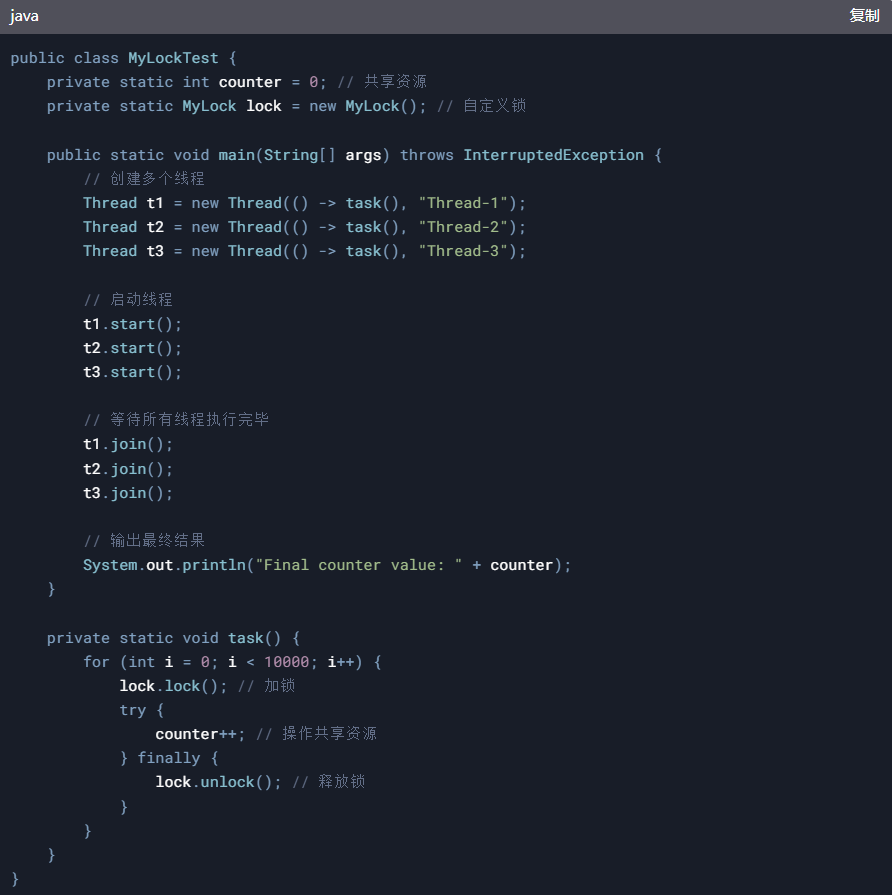 java
复制
public class MyLockTest {
    private static int counter = 0; // 共享资源
    private static MyLock lock = new MyLock(); // 自定义锁

    public static void main(String[] args) throws InterruptedException {
        // 创建多个线程
        Thread t1 = new Thread(() -> task(), "Thread-1");
        Thread t2 = new Thread(() -> task(), "Thread-2");
        Thread t3 = new Thread(() -> task(), "Thread-3");

        // 启动线程
        t1.start();
        t2.start();
        t3.start();

        // 等待所有线程执行完毕
        t1.join();
        t2.join();
        t3.join();

        // 输出最终结果
        System.out.println("Final counter value: " + counter);
    }

    private static void task() {
        for (int i = 0; i < 10000; i++) {
            lock.lock(); // 加锁
            try {
                counter++; // 操作共享资源
            } finally {
                lock.unlock(); // 释放锁
            }
        }
    }
}